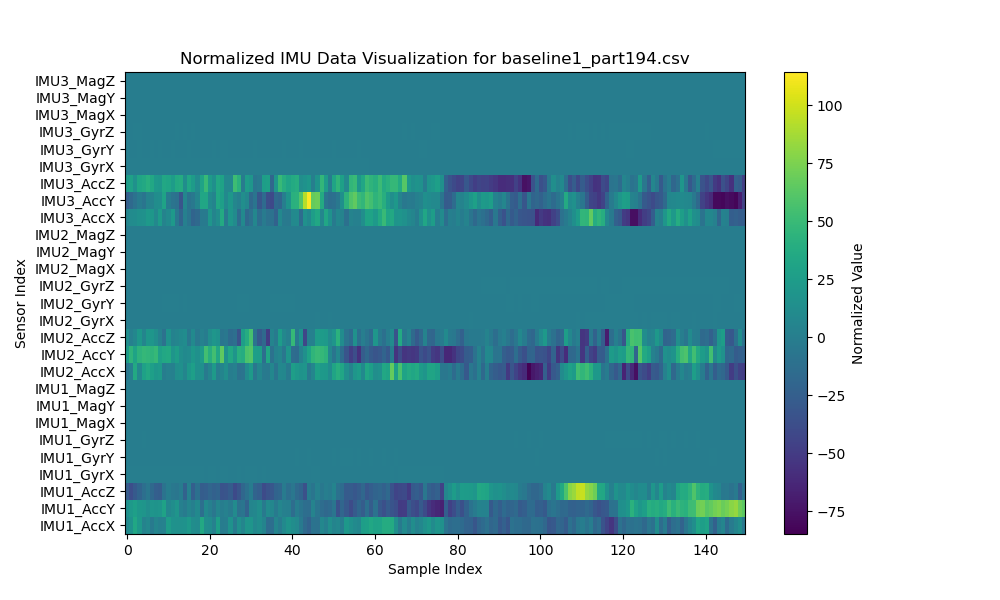 Normalized IMU Data Visualization for baseline1_part194.csv
IMU3_MagZ
IMU3_MagY
IMU3_MagX
IMU3_GyrZ
IMU3_GyrY
IMU3_GyrX
IMU3_AccZ
IMU3_AccY
IMU3_AccX
IMU2_MagZ
IMU2_MagY
IMU2_MagX
IMU2_GyrZ
IMU2_GyrY
IMU2_GyrX
IMU2_AccZ
IMU2_AccY
IMU2_AccX
IMU1_MagZ
IMU1_MagY
IMU1_MagX
IMU1_GyrZ
IMU1_GyrY
IMU1_GyrX
IMU1_AccZ
IMU1_AccY
IMU1_AccX
Sensor Index
0 20 40 60 80 100 120 140
Sample Index
100
75
50
25
0
−25
−50
−75
Normalized Value